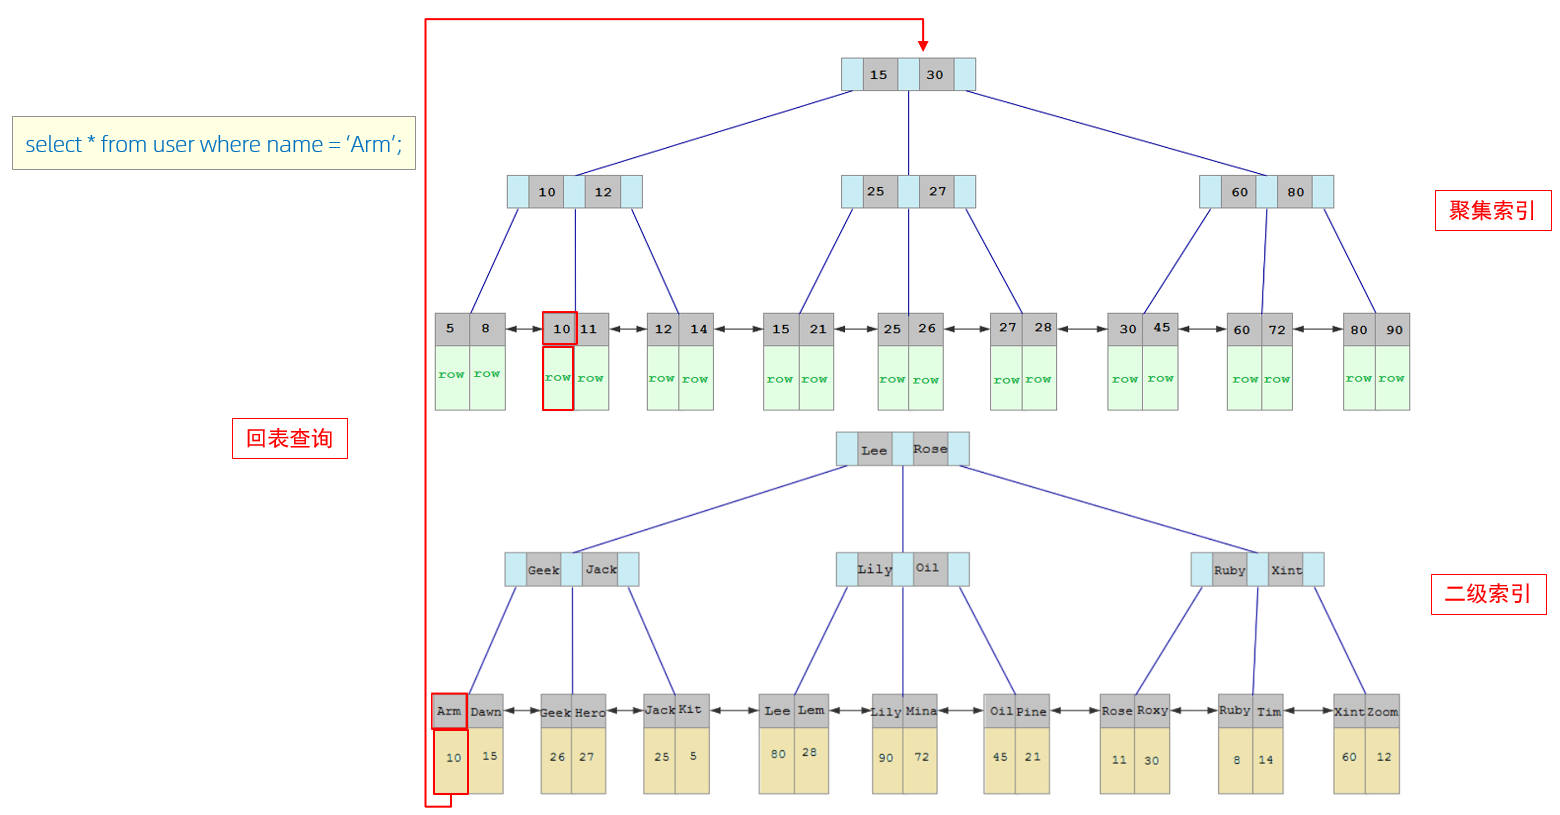 select * from user where name = ‘Arm’;
15 30
10 12
25 27
60 80
聚集索引
5 8 10 11 12 14 15 21 25 26 27 28 30 45 60 72 80 90
row row row row row row row row row row row row row row row row row row
回表查询
Lee Rose
Geek Jack
Lily Oil
Ruby Xint
二级索引
Arm Dawn Geek Hero Jack Kit Lee Lem Lily Mina Oil Pine Rose Roxy Ruby Tim Xint Zoom
10 15 26 27 25 5 80 28 90 72 45 21 11 30 8 14 60 12